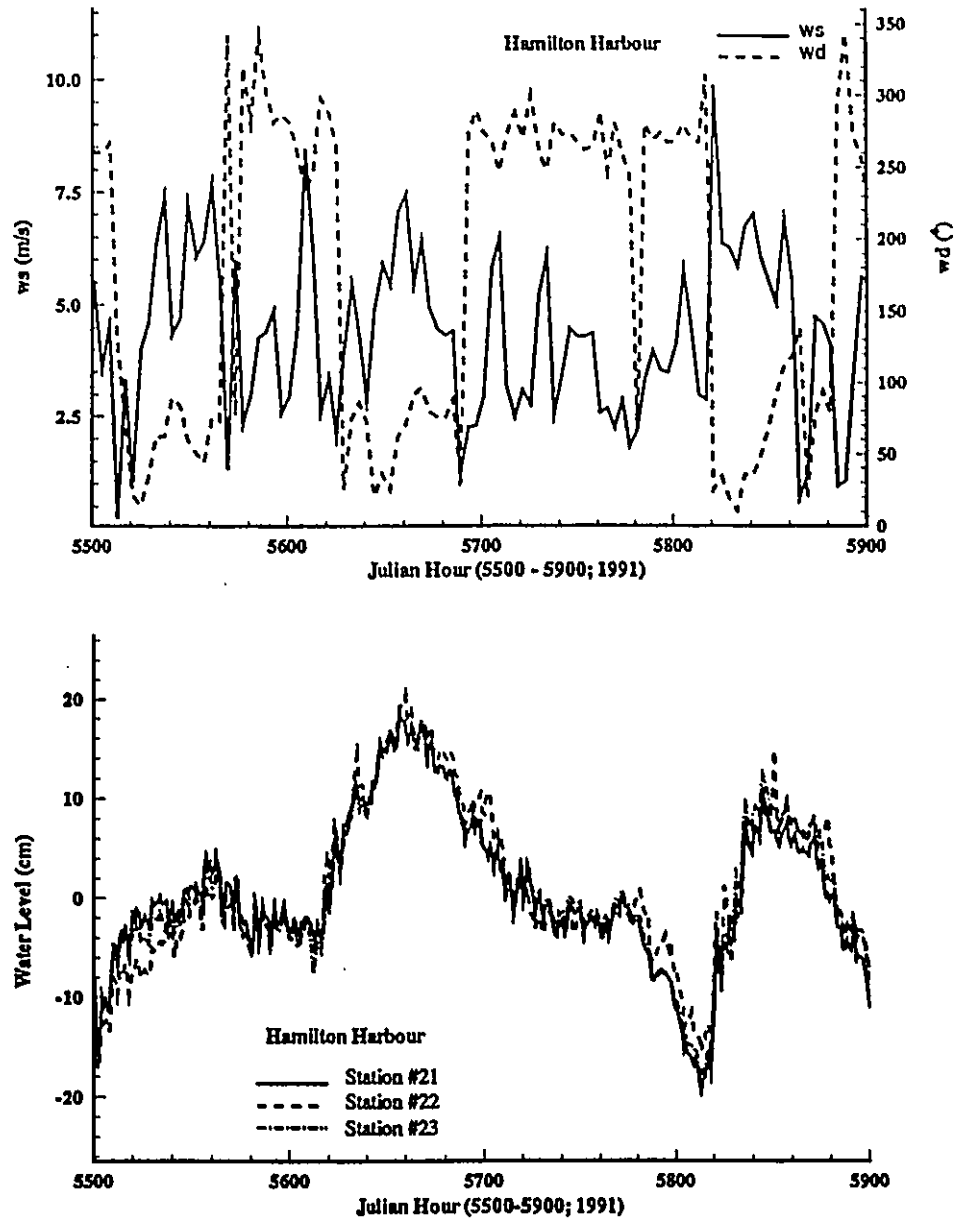 Hamilton Harbour
ws
wd
10.0
7.5
5.0
2.5
ws (m/s)
350
300
250
200
150
100
50
0
wd (°)
5500 5600 5700 5800 5900
Julian Hour (5500 - 5900; 1991)
20
10
0
-10
-20
Water Level (cm)
Hamilton Harbour
Station #21
Station #22
Station #23
5500 5600 5700 5800 5900
Julian Hour (5500-5900; 1991)